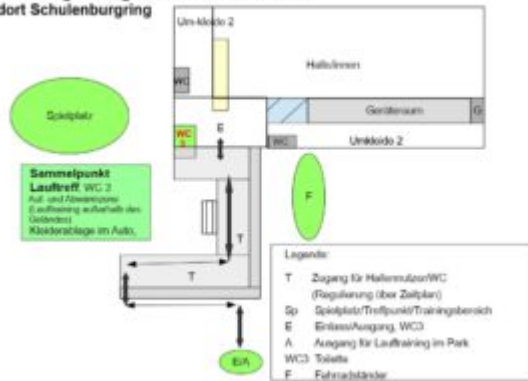 dort Schulenburgring
Um-kleide 2
Halle/innen
WC
Spielplatz
Geräteraum
G
WC
3
E
WC
Umkleide 2
Sammelpunkt
Lauftreff, WC 3
Auf- und Abwärmzone
(Lauftraining außerhalb des
Geländes)
Kleiderablage im Auto,
F
T
T
E/A
Legende:
T Zugang für Hallennutzer/WC
(Regulierung über Zeitplan)
Sp Spielplatz/Treffpunkt/Trainingsbereich
E Einlass/Ausgang, WC3
A Ausgang für Lauftraining im Park
WC3 Toilette
F Fahrradständer